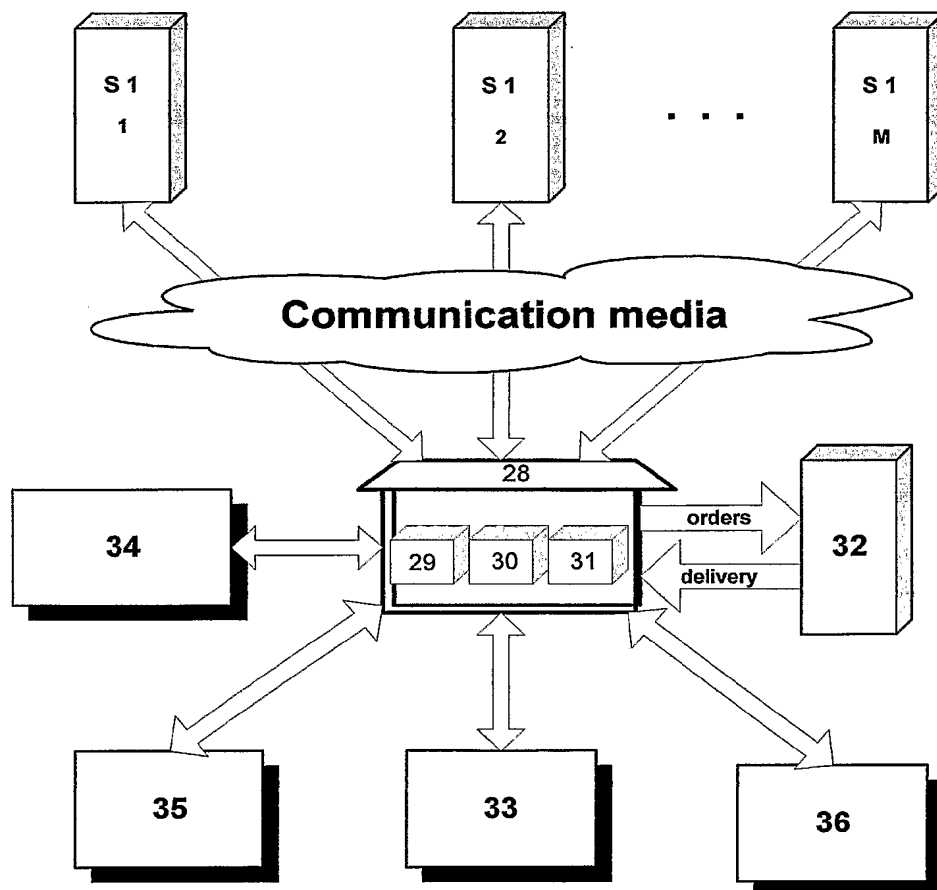 S 1
1
S 1
2
. . .
S 1
M
Communication media
28
34
29
30
31
orders
delivery
32
35
33
36